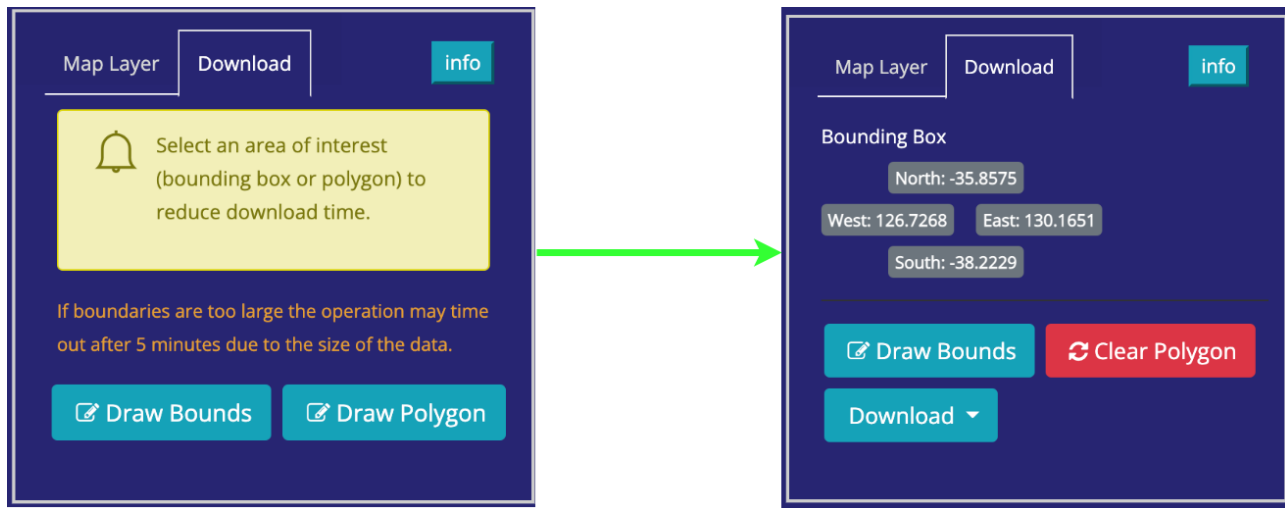 Map Layer
Download
info
Select an area of interest
(bounding box or polygon) to
reduce download time.
If boundaries are too large the operation may time
out after 5 minutes due to the size of the data.
Draw Bounds
Draw Polygon
Map Layer
Download
info
Bounding Box
North: -35.8575
West: 126.7268
East: 130.1651
South: -38.2229
Draw Bounds
Clear Polygon
Download